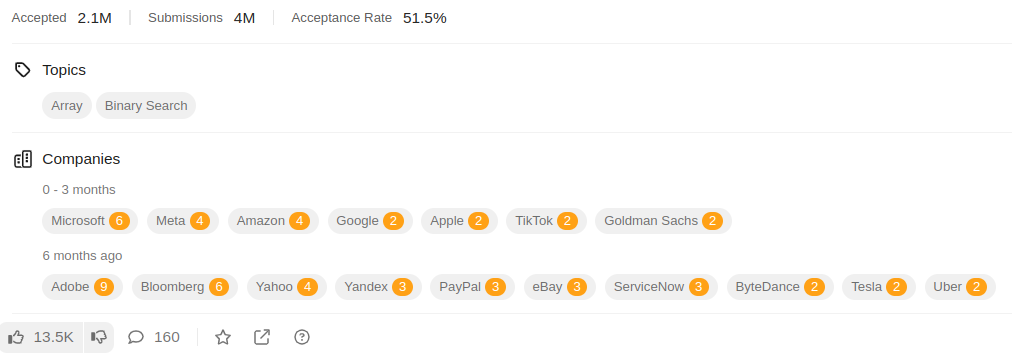 Accepted 2.1M Submissions 4M Acceptance Rate 51.5%
Topics
Array Binary Search
Companies
0 - 3 months
Microsoft 6 Meta 4 Amazon 4 Google 2 Apple 2 TikTok 2 Goldman Sachs 2
6 months ago
Adobe 9 Bloomberg 6 Yahoo 4 Yandex 3 PayPal 3 eBay 3 ServiceNow 3 ByteDance 2 Tesla 2 Uber 2
13.5K 160